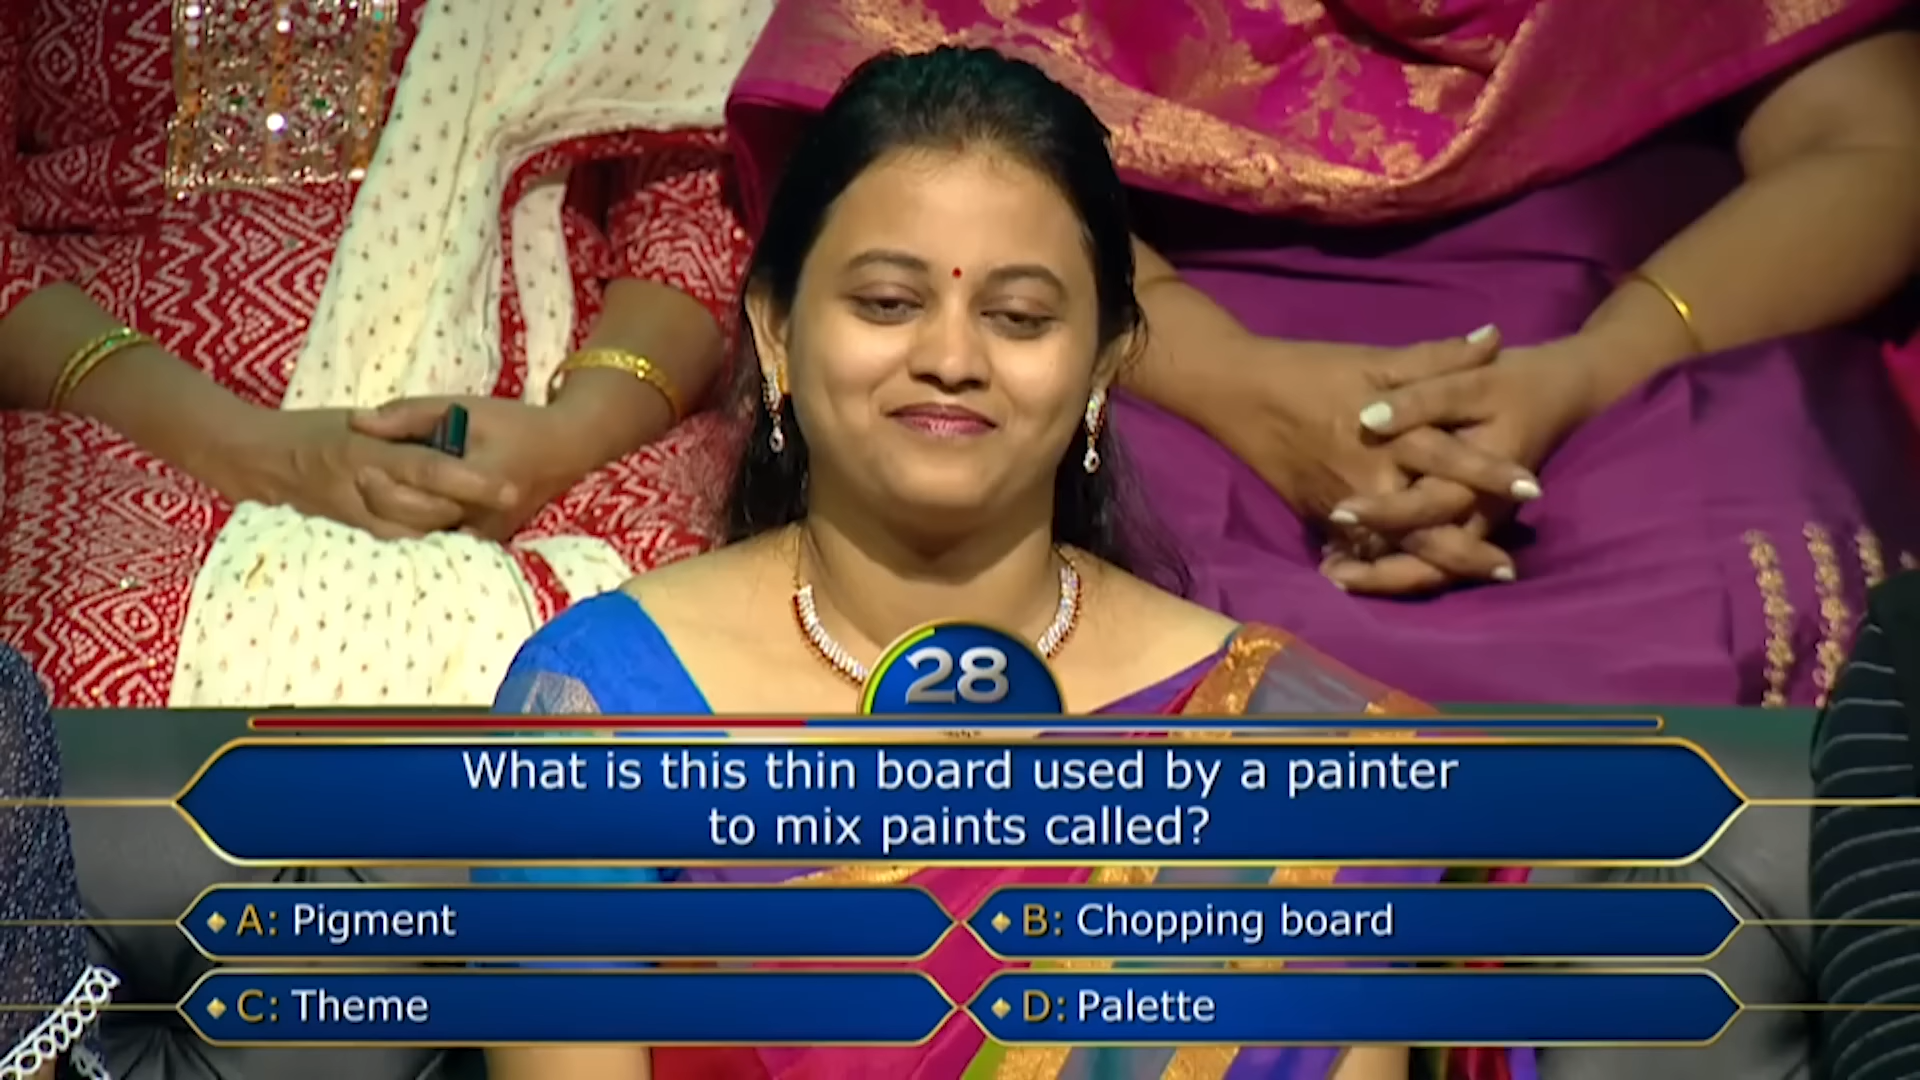 28
What is this thin board used by a painter
to mix paints called?
A: Pigment
B: Chopping board
C: Theme
D: Palette